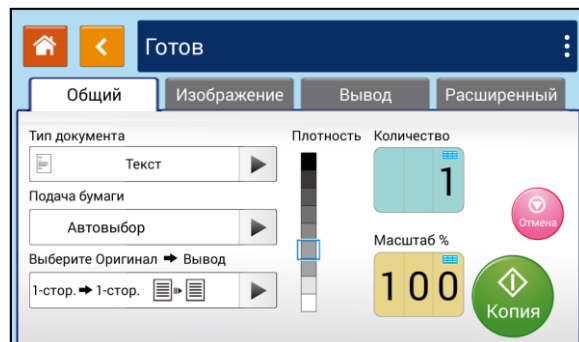 Готов
Общий
Изображение
Вывод
Расширенный
Тип документа
Плотность
Количество
Текст
1
Подача бумаги
Автовыбор
Отмена
Масштаб %
Выберите Оригинал ➡ Вывод
1-стор. ➡ 1-стор.
100
Копия